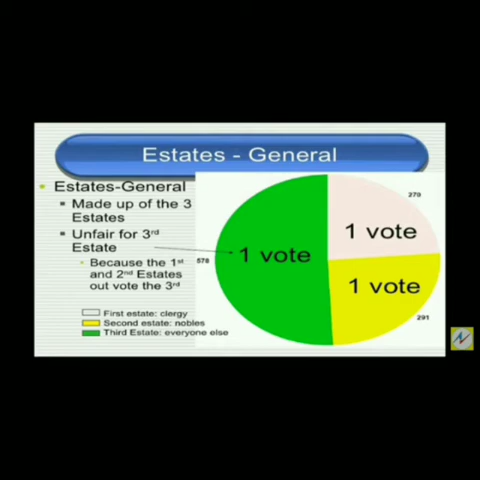 Estates - General
Estates-General
Made up of the 3
Estates
Unfair for 3rd
Estate
Because the 1st
and 2nd Estates
out vote the 3rd
First estate: clergy
Second estate: nobles
Third Estate: everyone else
270
1 vote
578
1 vote
1 vote
291